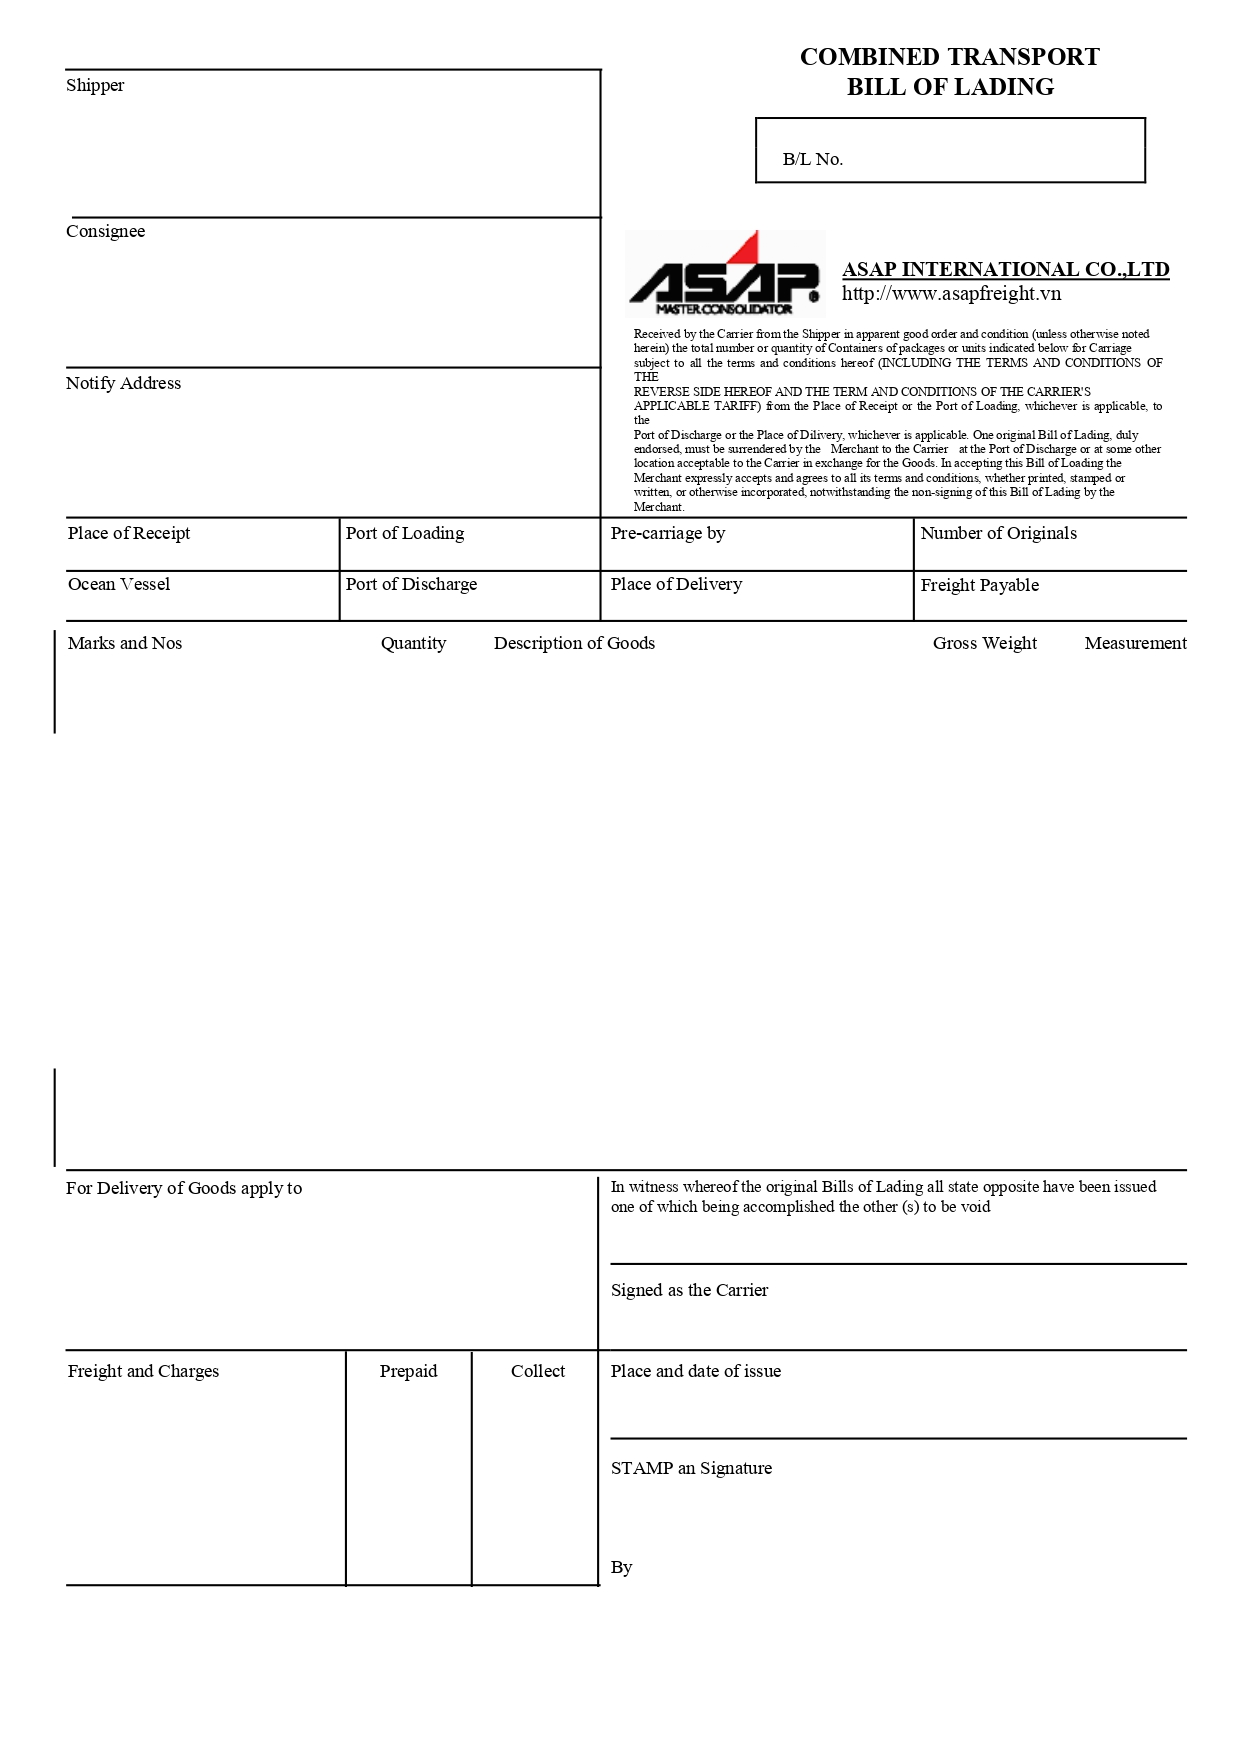 COMBINED TRANSPORT
BILL OF LADING
Shipper
B/L No.
Consignee
ASAP®
MASTER CONSOLIDATOR
ASAP INTERNATIONAL CO.,LTD
http://www.asapfreight.vn
Received by the Carrier from the Shipper in apparent good order and condition (unless otherwise noted
herein) the total number or quantity of Containers of packages or units indicated below for Carriage
subject to all the terms and conditions hereof (INCLUDING THE TERMS AND CONDITIONS OF
THE
REVERSE SIDE HEREOF AND THE TERM AND CONDITIONS OF THE CARRIER'S
APPLICABLE TARIFF) from the Place of Receipt or the Port of Loading, whichever is applicable, to
the
Port of Discharge or the Place of Dilivery, whichever is applicable. One original Bill of Lading, duly
endorsed, must be surrendered by the Merchant to the Carrier at the Port of Discharge or at some other
location acceptable to the Carrier in exchange for the Goods. In accepting this Bill of Loading the
Merchant expressly accepts and agrees to all its terms and conditions, whether printed, stamped or
written, or otherwise incorporated, notwithstanding the non-signing of this Bill of Lading by the
Merchant.
Notify Address
Place of Receipt Port of Loading Pre-carriage by Number of Originals
Ocean Vessel Port of Discharge Place of Delivery Freight Payable
Marks and Nos Quantity Description of Goods Gross Weight Measurement
For Delivery of Goods apply to
In witness whereof the original Bills of Lading all state opposite have been issued
one of which being accomplished the other (s) to be void
Signed as the Carrier
Freight and Charges Prepaid Collect Place and date of issue
STAMP an Signature
By